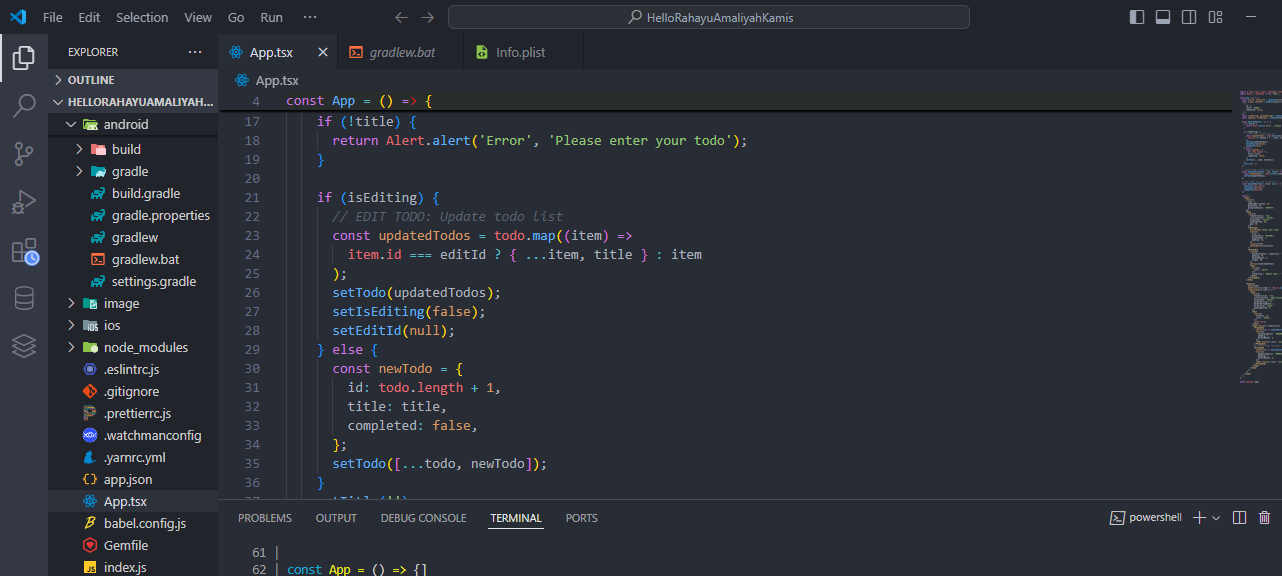 File Edit Selection View Go Run ··· HelloRahayuAmaliyahKamis
EXPLORER ···
OUTLINE
HELLORAHAYUAMALIYAH...
android
build
gradle
build.gradle
gradle.properties
gradlew
gradlew.bat
settings.gradle
image
ios
node_modules
.eslintrc.js
.gitignore
.prettierrc.js
.watchmanconfig
.yarnrc.yml
app.json
App.tsx
babel.config.js
Gemfile
index.js
App.tsx gradlew.bat Info.plist
App.tsx
4 const App = () => {
17 if (!title) {
18 return Alert.alert('Error', 'Please enter your todo');
19 }
20
21 if (isEditing) {
22 // EDIT TODO: Update todo list
23 const updatedTodos = todo.map((item) =>
24 item.id === editId ? { ...item, title } : item
25 );
26 setTodo(updatedTodos);
27 setIsEditing(false);
28 setEditId(null);
29 } else {
30 const newTodo = {
31 id: todo.length + 1,
32 title: title,
33 completed: false,
34 };
35 setTodo([...todo, newTodo]);
36 }
PROBLEMS OUTPUT DEBUG CONSOLE TERMINAL PORTS powershell
61 |
62 | const App = () => {]